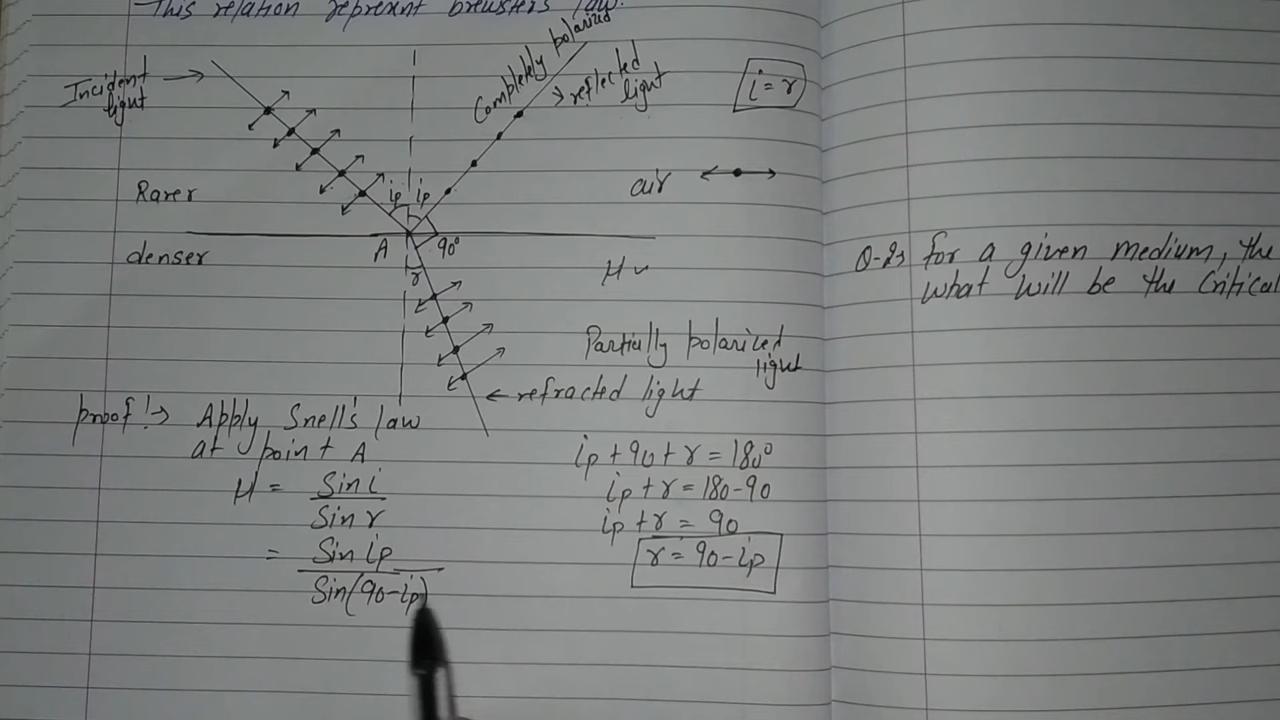 This relation represent brewsters law.
Incident
light
Completely polarized
reflected
light
i = r
Rarer
ip
ip
air
A
90°
denser
r
μ
Partially polarized
light
refracted light
proof :→ Apply Snell's law
at point A
μ = Sin i
Sin r
= Sin ip
Sin(90-ip)
ip + 90 + r = 180°
ip + r = 180-90
ip + r = 90
r = 90 - ip
for a given medium, the
what will be the Critical